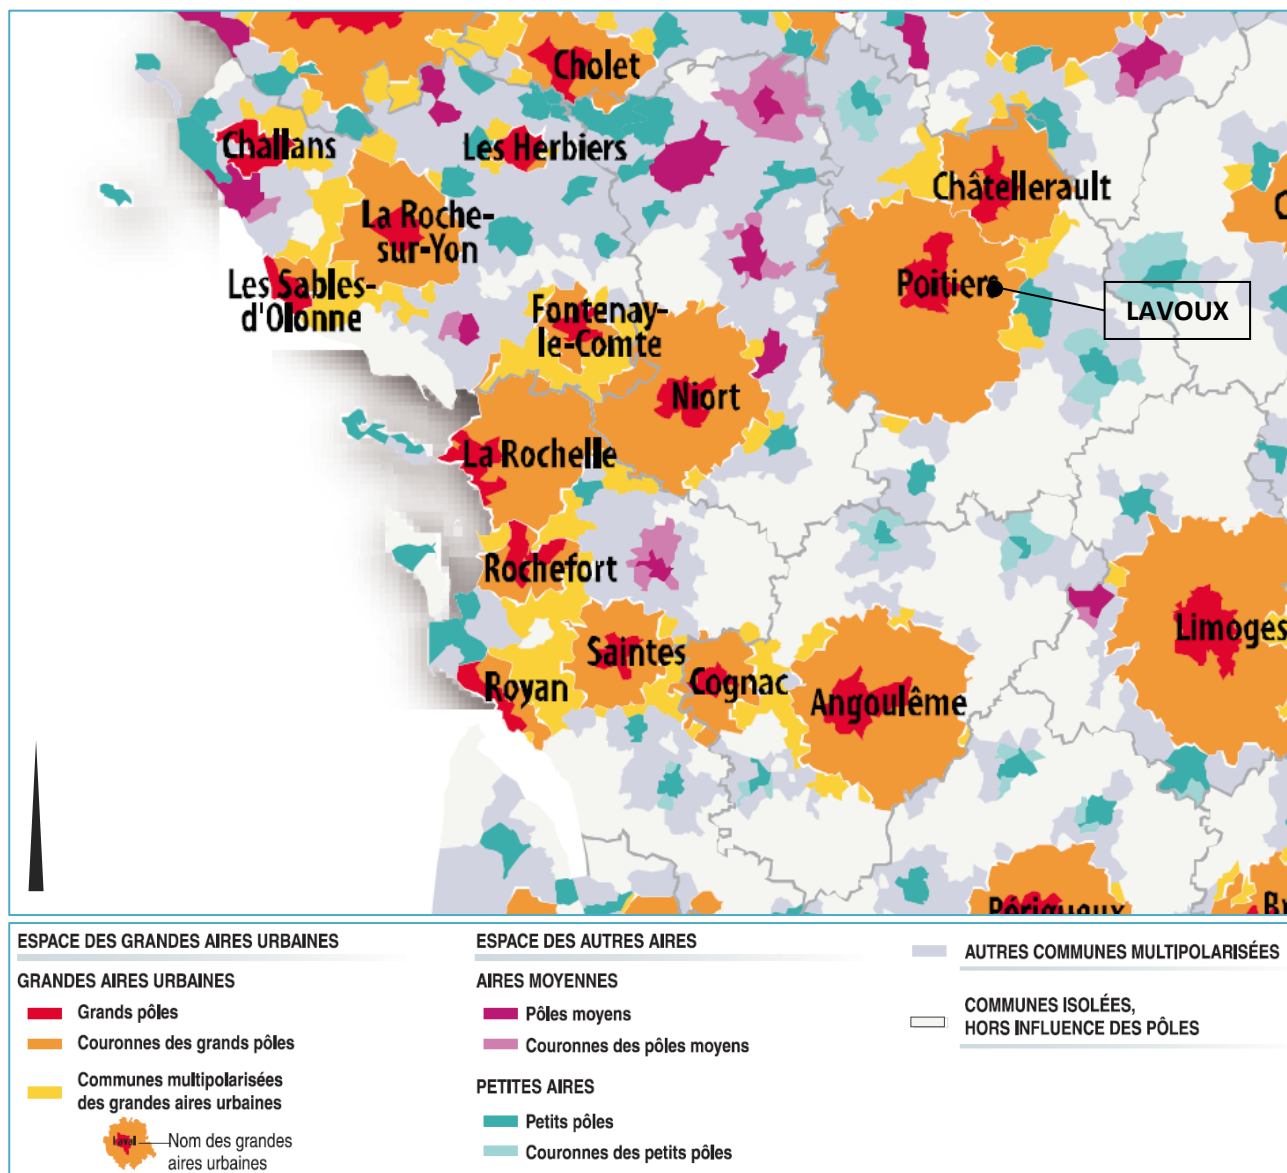 Cholet
Challans
Les Herbiers
Châtellerault
La Roche-
sur-Yon
Poitiers
Les Sables-
d'Olonne
LAVOUX
Fontenay-
le-Comte
Niort
La Rochelle
Rochefort
Limoges
Saintes
Royan
Cognac
Angoulême
Périgueux
ESPACE DES GRANDES AIRES URBAINES
GRANDES AIRES URBAINES
Grands pôles
Couronnes des grands pôles
Communes multipolarisées
des grandes aires urbaines
Laval
Nom des grandes
aires urbaines
ESPACE DES AUTRES AIRES
AIRES MOYENNES
Pôles moyens
Couronnes des pôles moyens
PETITES AIRES
Petits pôles
Couronnes des petits pôles
AUTRES COMMUNES MULTIPOLARISÉES
COMMUNES ISOLÉES,
HORS INFLUENCE DES PÔLES